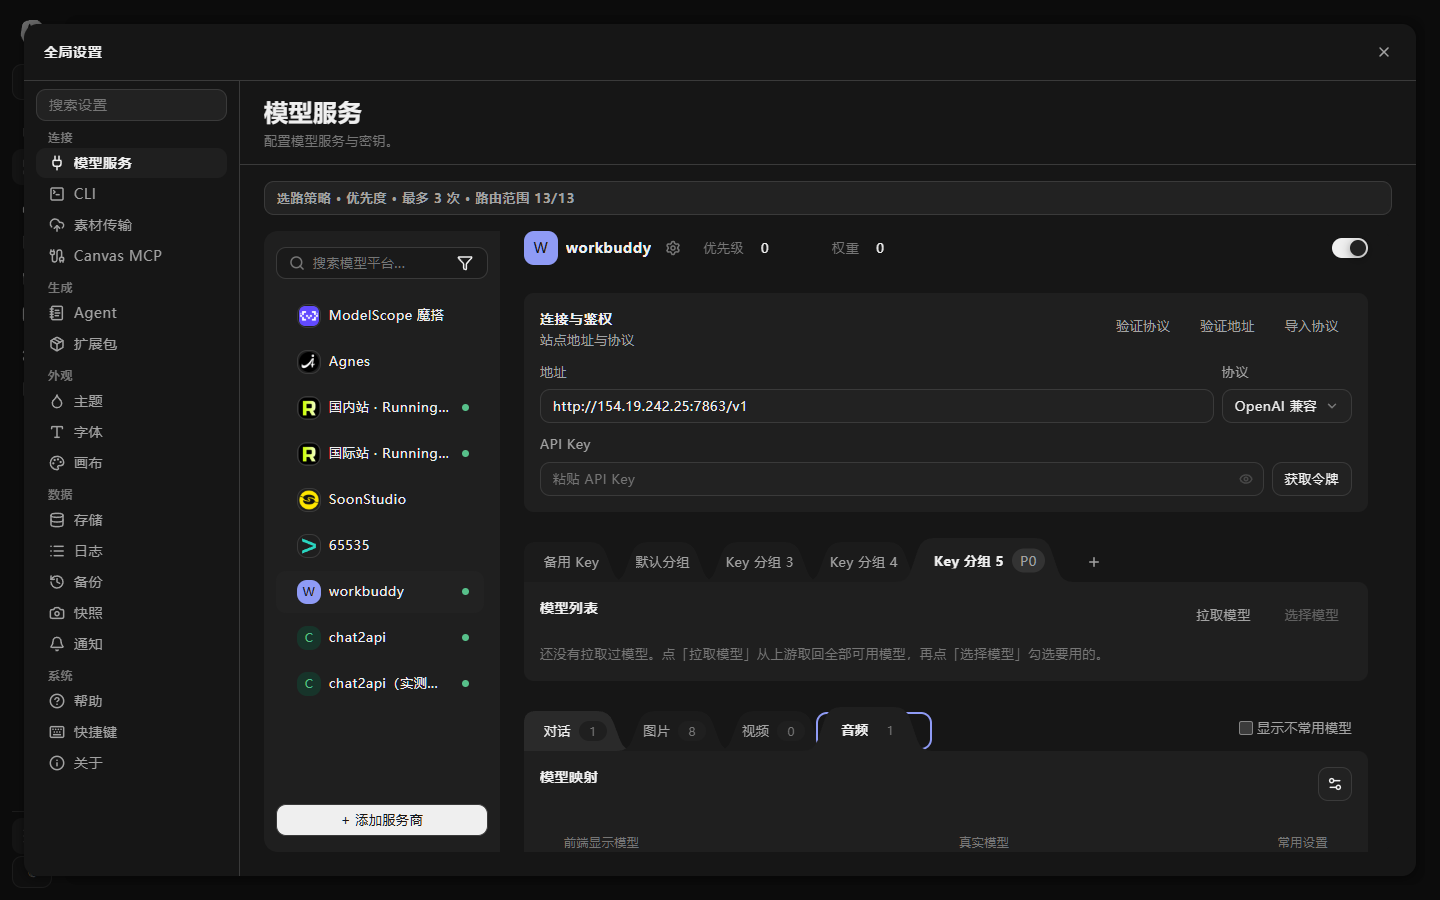 全局设置
搜索设置
连接
模型服务
CLI
素材传输
Canvas MCP
生成
Agent
扩展包
外观
主题
字体
画布
数据
存储
日志
备份
快照
通知
系统
帮助
快捷键
关于
模型服务
配置模型服务与密钥。
选路策略 • 优先度 • 最多 3 次 • 路由范围 13/13
搜索模型平台...
ModelScope 魔搭
Agnes
国内站 · Running...
国际站 · Running...
SoonStudio
65535
W workbuddy
C chat2api
C chat2api（实测...
+ 添加服务商
W workbuddy 优先级 0 权重 0
连接与鉴权
站点地址与协议
验证协议 验证地址 导入协议
地址 协议
http://154.19.242.25:7863/v1 OpenAI 兼容
API Key
粘贴 API Key 获取令牌
备用 Key 默认分组 Key 分组 3 Key 分组 4 Key 分组 5 P0 +
模型列表
拉取模型 选择模型
还没有拉取过模型。点「拉取模型」从上游取回全部可用模型，再点「选择模型」勾选要用的。
对话 1 图片 8 视频 0 音频 1 显示不常用模型
模型映射
前端显示模型 真实模型 常用设置